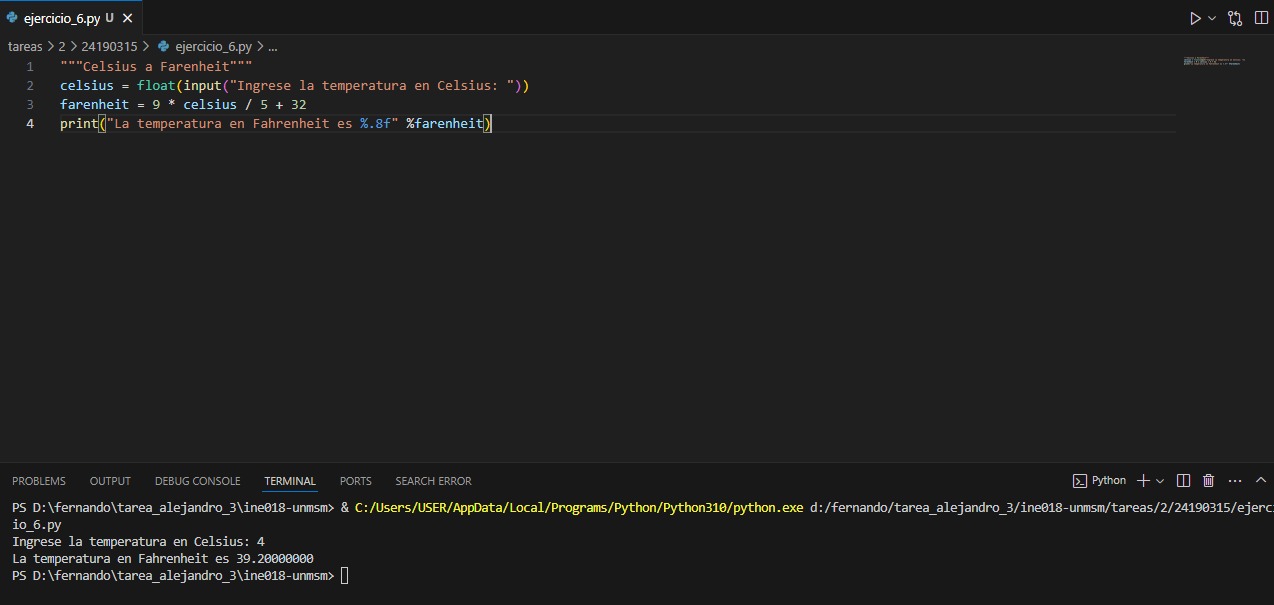 ejercicio_6.py U
tareas > 2 > 24190315 > ejercicio_6.py > ...
1 """Celsius a Farenheit"""
2 celsius = float(input("Ingrese la temperatura en Celsius: "))
3 farenheit = 9 * celsius / 5 + 32
4 print("La temperatura en Fahrenheit es %.8f" %farenheit)
PROBLEMS OUTPUT DEBUG CONSOLE TERMINAL PORTS SEARCH ERROR Python
PS D:\fernando\tarea_alejandro_3\ine018-unmsm> & C:/Users/USER/AppData/Local/Programs/Python/Python310/python.exe d:/fernando/tarea_alejandro_3/ine018-unmsm/tareas/2/24190315/ejerci
io_6.py
Ingrese la temperatura en Celsius: 4
La temperatura en Fahrenheit es 39.20000000
PS D:\fernando\tarea_alejandro_3\ine018-unmsm>